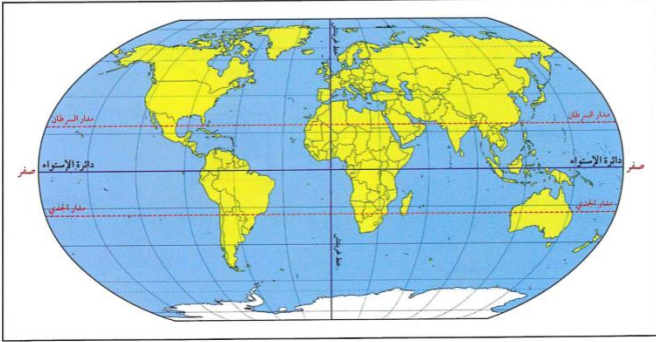 خط غرينتش
مدار السرطان
مدار السرطان
دائرة الإستواء
صفر
دائرة الإستواء
صفر
مدار الجدي
مدار الجدي
خط غرينتش